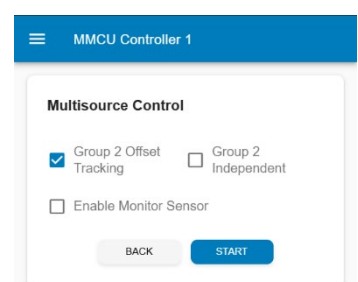 MMCU Controller 1
Multisource Control
Group 2 Offset Group 2
Tracking Independent
Enable Monitor Sensor
BACK START